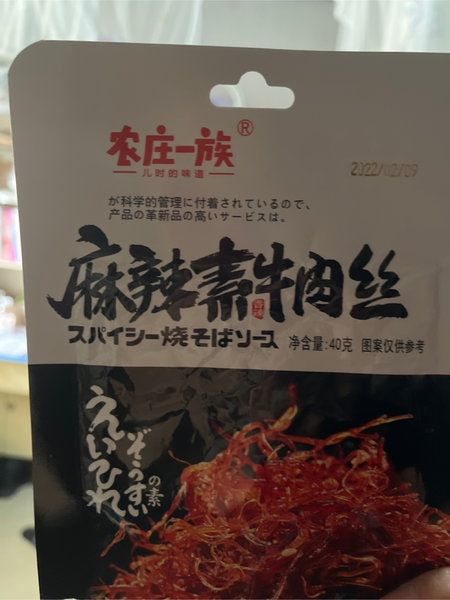 农庄一族®
儿时的味道
2022/02/09
が科学的管理に付着されているので、
产品の革新品の高いサービスは。
麻辣素牛肉丝
スパイシー焼そばソース
净含量:40克 图案仅供参考
えいひれ
ぞうすい
の素